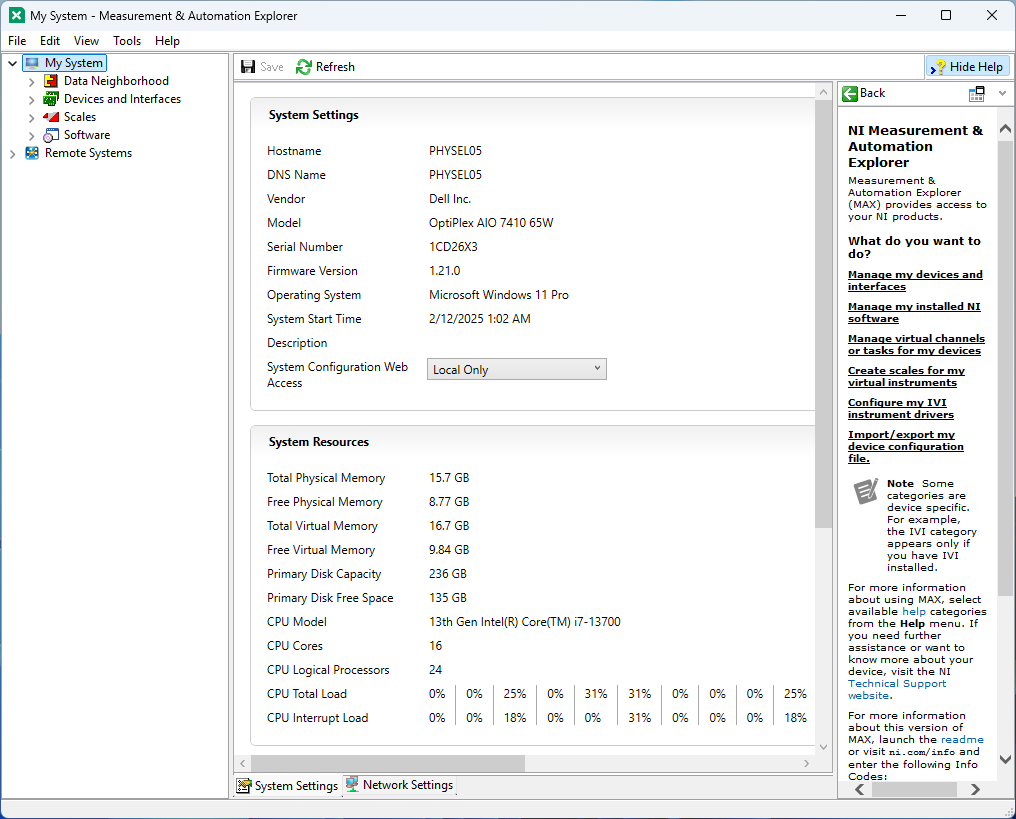 My System - Measurement & Automation Explorer
File Edit View Tools Help
My System
Data Neighborhood
Devices and Interfaces
Scales
Software
Remote Systems
Save Refresh
Hide Help
System Settings
Hostname PHYSEL05
DNS Name PHYSEL05
Vendor Dell Inc.
Model OptiPlex AIO 7410 65W
Serial Number 1CD26X3
Firmware Version 1.21.0
Operating System Microsoft Windows 11 Pro
System Start Time 2/12/2025 1:02 AM
Description
System Configuration Web
Access
Local Only
System Resources
Total Physical Memory 15.7 GB
Free Physical Memory 8.77 GB
Total Virtual Memory 16.7 GB
Free Virtual Memory 9.84 GB
Primary Disk Capacity 236 GB
Primary Disk Free Space 135 GB
CPU Model 13th Gen Intel(R) Core(TM) i7-13700
CPU Cores 16
CPU Logical Processors 24
CPU Total Load 0% 0% 25% 0% 31% 31% 0% 0% 0% 25%
CPU Interrupt Load 0% 0% 18% 0% 0% 31% 0% 0% 0% 18%
System Settings Network Settings
Back
NI Measurement &
Automation
Explorer
Measurement &
Automation Explorer
(MAX) provides access to
your NI products.
What do you want to
do?
Manage my devices and
interfaces
Manage my installed NI
software
Manage virtual channels
or tasks for my devices
Create scales for my
virtual instruments
Configure my IVI
instrument drivers
Import/export my
device configuration
file.
Note Some
categories are
device specific.
For example,
the IVI category
appears only if
you have IVI
installed.
For more information
about using MAX, select
available help categories
from the Help menu. If
you need further
assistance or want to
know more about your
device, visit the NI
Technical Support
website.
For more information
about this version of
MAX, launch the readme
or visit ni.com/info and
enter the following Info
Codes: